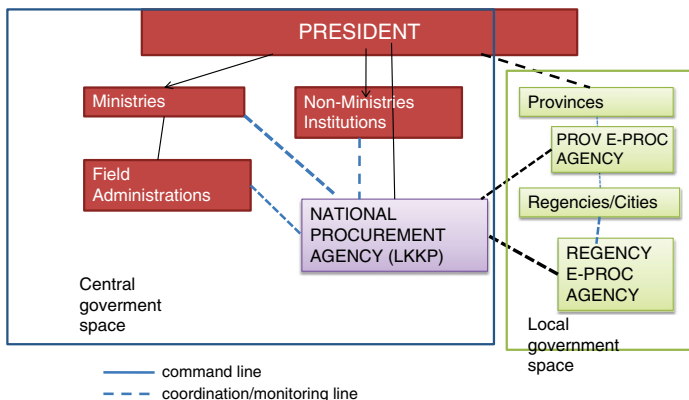 PRESIDENT
Ministries
Non-Ministries
Institutions
Provinces
PROV E-PROC
AGENCY
Field
Administrations
Regencies/Cities
NATIONAL
PROCUREMENT
AGENCY (LKKP)
REGENCY
E-PROC
AGENCY
Central
goverment
space
Local
government
space
command line
coordination/monitoring line